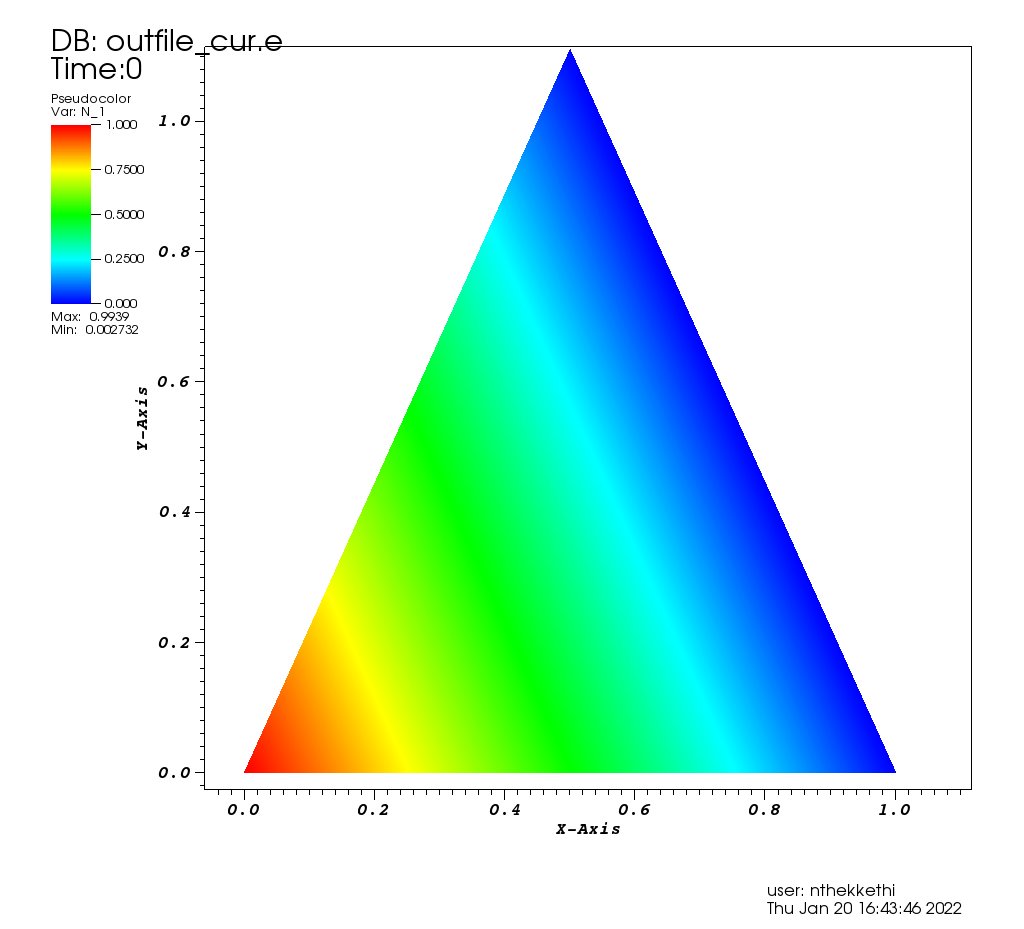 DB: outfile_cur.e
Time:0
Pseudocolor
Var: N_1
1.000
0.7500
0.5000
0.2500
0.000
Max: 0.9939
Min: 0.002732
1.0
0.8
0.6
0.4
0.2
0.0
Y-Axis
0.0 0.2 0.4 0.6 0.8 1.0
X-Axis
user: nthekkethi
Thu Jan 20 16:43:46 2022